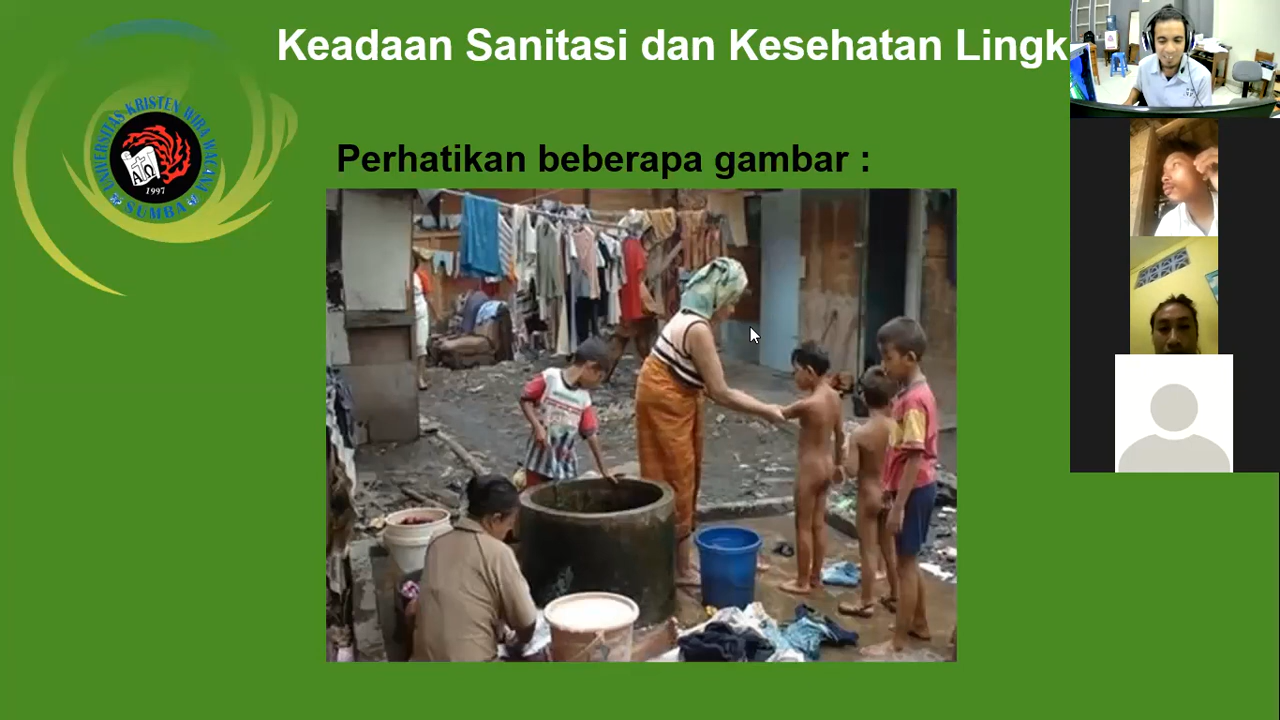 Keadaan Sanitasi dan Kesehatan Lingk
UNIVERSITAS KRISTEN WIRA WACANA
SUMBA
1997
Perhatikan beberapa gambar :